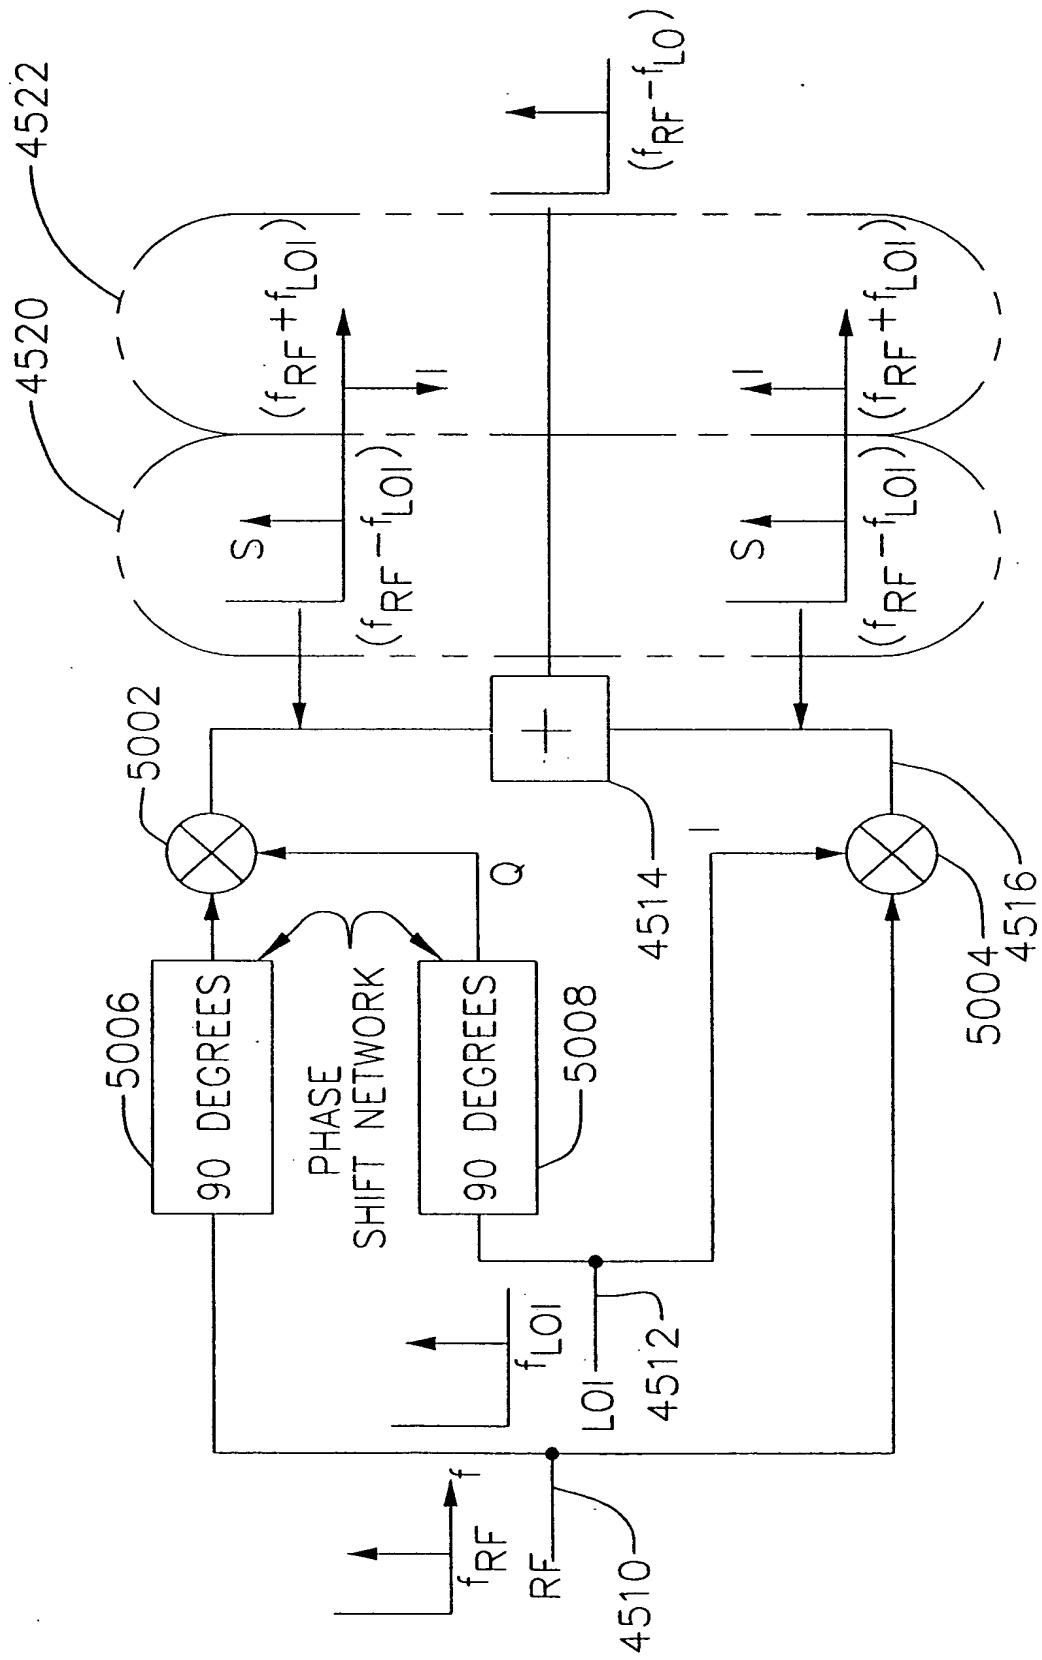 4520
4522
5002
5006
90 DEGREES
PHASE
SHIFT NETWORK
90 DEGREES
5008
Q
I
S
(fRF-fLOI)
(fRF+fLOI)
I
S
(fRF-fLOI)
(fRF+fLOI)
I
(fRF-fLO)
+
4514
5004
4516
f
fRF
RF
4510
fLOI
LOI
4512